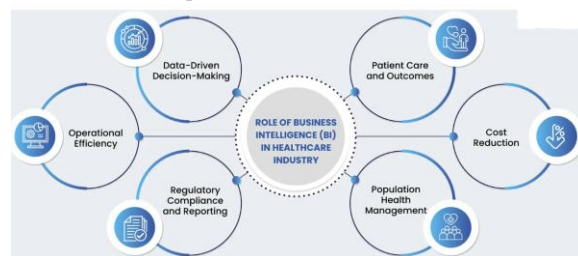 Data-Driven
Decision-Making
Patient Care
and Outcomes
Operational
Efficiency
ROLE OF BUSINESS
INTELLIGENCE (BI)
IN HEALTHCARE
INDUSTRY
Cost
Reduction
Regulatory
Compliance
and Reporting
Population
Health
Management